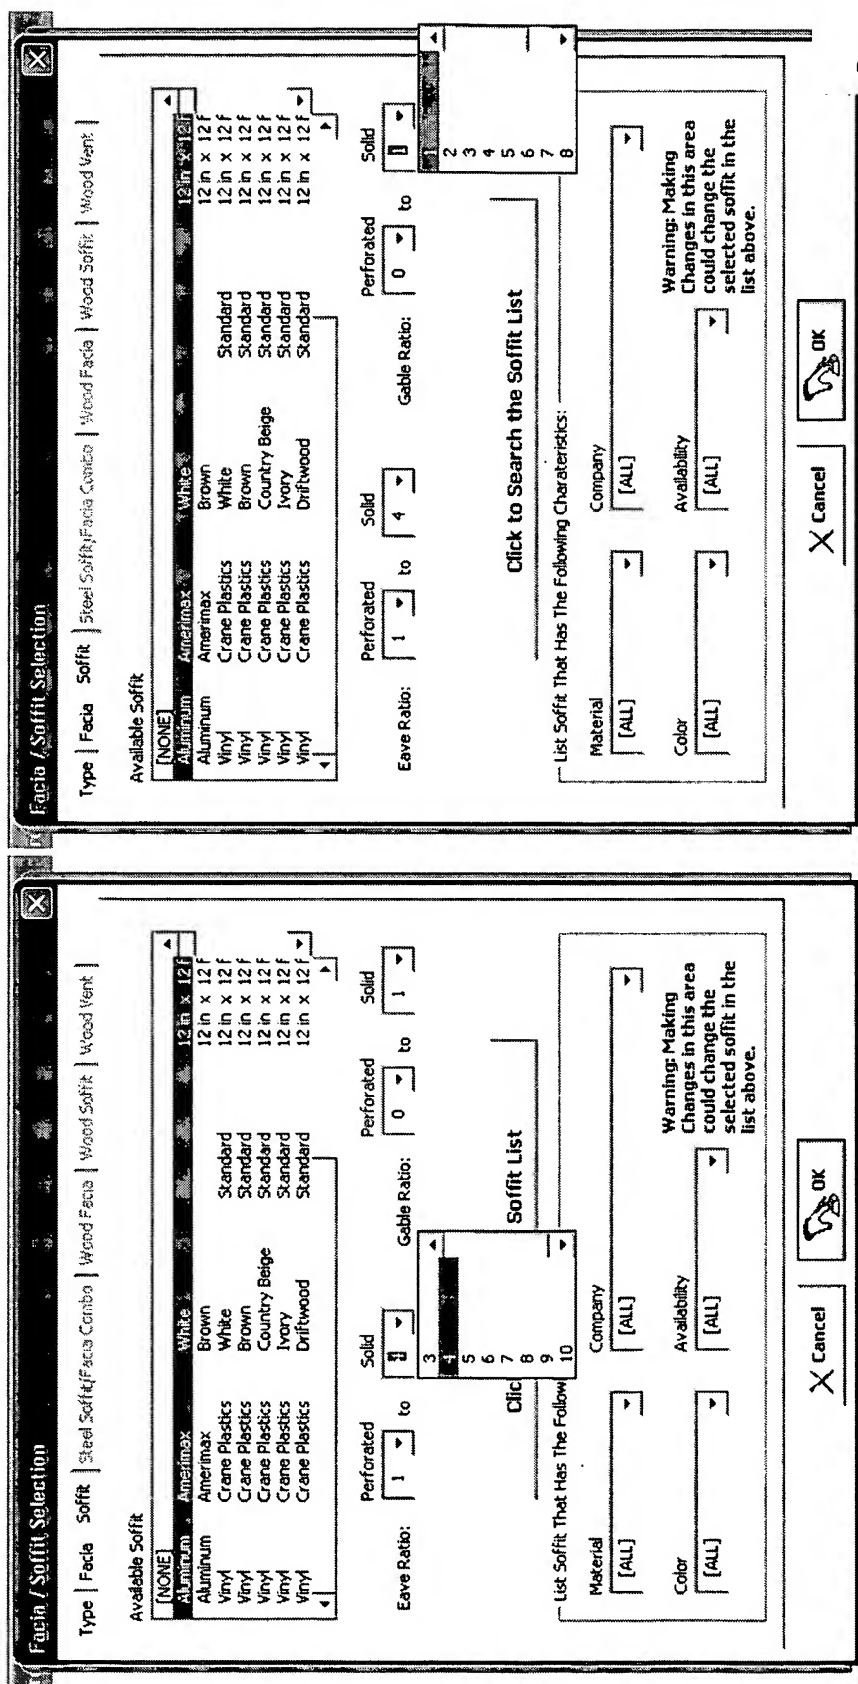 Facia / Soffit Selection
Type | Facia Soffit | Steel Soffit/Facia Combo | Wood Facia | Wood Soffit | Wood Vent |
Available Soffit
[NONE]
Aluminum Amerimax White 12 in x 12 f
Aluminum Amerimax Brown 12 in x 12 f
Vinyl Crane Plastics White Standard 12 in x 12 f
Vinyl Crane Plastics Brown Standard 12 in x 12 f
Vinyl Crane Plastics Country Beige Standard 12 in x 12 f
Vinyl Crane Plastics Ivory Standard 12 in x 12 f
Vinyl Crane Plastics Driftwood Standard 12 in x 12 f
Perforated Solid Perforated Solid
Eave Ratio: 1 to 4 Gable Ratio: 0 to 1
3
4
5
6
7
8
9
10
Clic Soffit List
List Soffit That Has The Follow
Material Company
[ALL] [ALL]
Color Availability
[ALL] [ALL]
Warning: Making
Changes in this area
could change the
selected soffit in the
list above.
X Cancel OK
Facia / Soffit Selection
Type | Facia Soffit | Steel Soffit/Facia Combo | Wood Facia | Wood Soffit | Wood Vent |
Available Soffit
[NONE]
Aluminum Amerimax White 12 in x 12 f
Aluminum Amerimax Brown 12 in x 12 f
Vinyl Crane Plastics White Standard 12 in x 12 f
Vinyl Crane Plastics Brown Standard 12 in x 12 f
Vinyl Crane Plastics Country Beige Standard 12 in x 12 f
Vinyl Crane Plastics Ivory Standard 12 in x 12 f
Vinyl Crane Plastics Driftwood Standard 12 in x 12 f
Perforated Solid Perforated Solid
Eave Ratio: 1 to 4 Gable Ratio: 0 to 1
1
2
3
4
5
6
7
8
Click to Search the Soffit List
List Soffit That Has The Following Charateristics:
Material Company
[ALL] [ALL]
Color Availability
[ALL] [ALL]
Warning: Making
Changes in this area
could change the
selected soffit in the
list above.
X Cancel OK